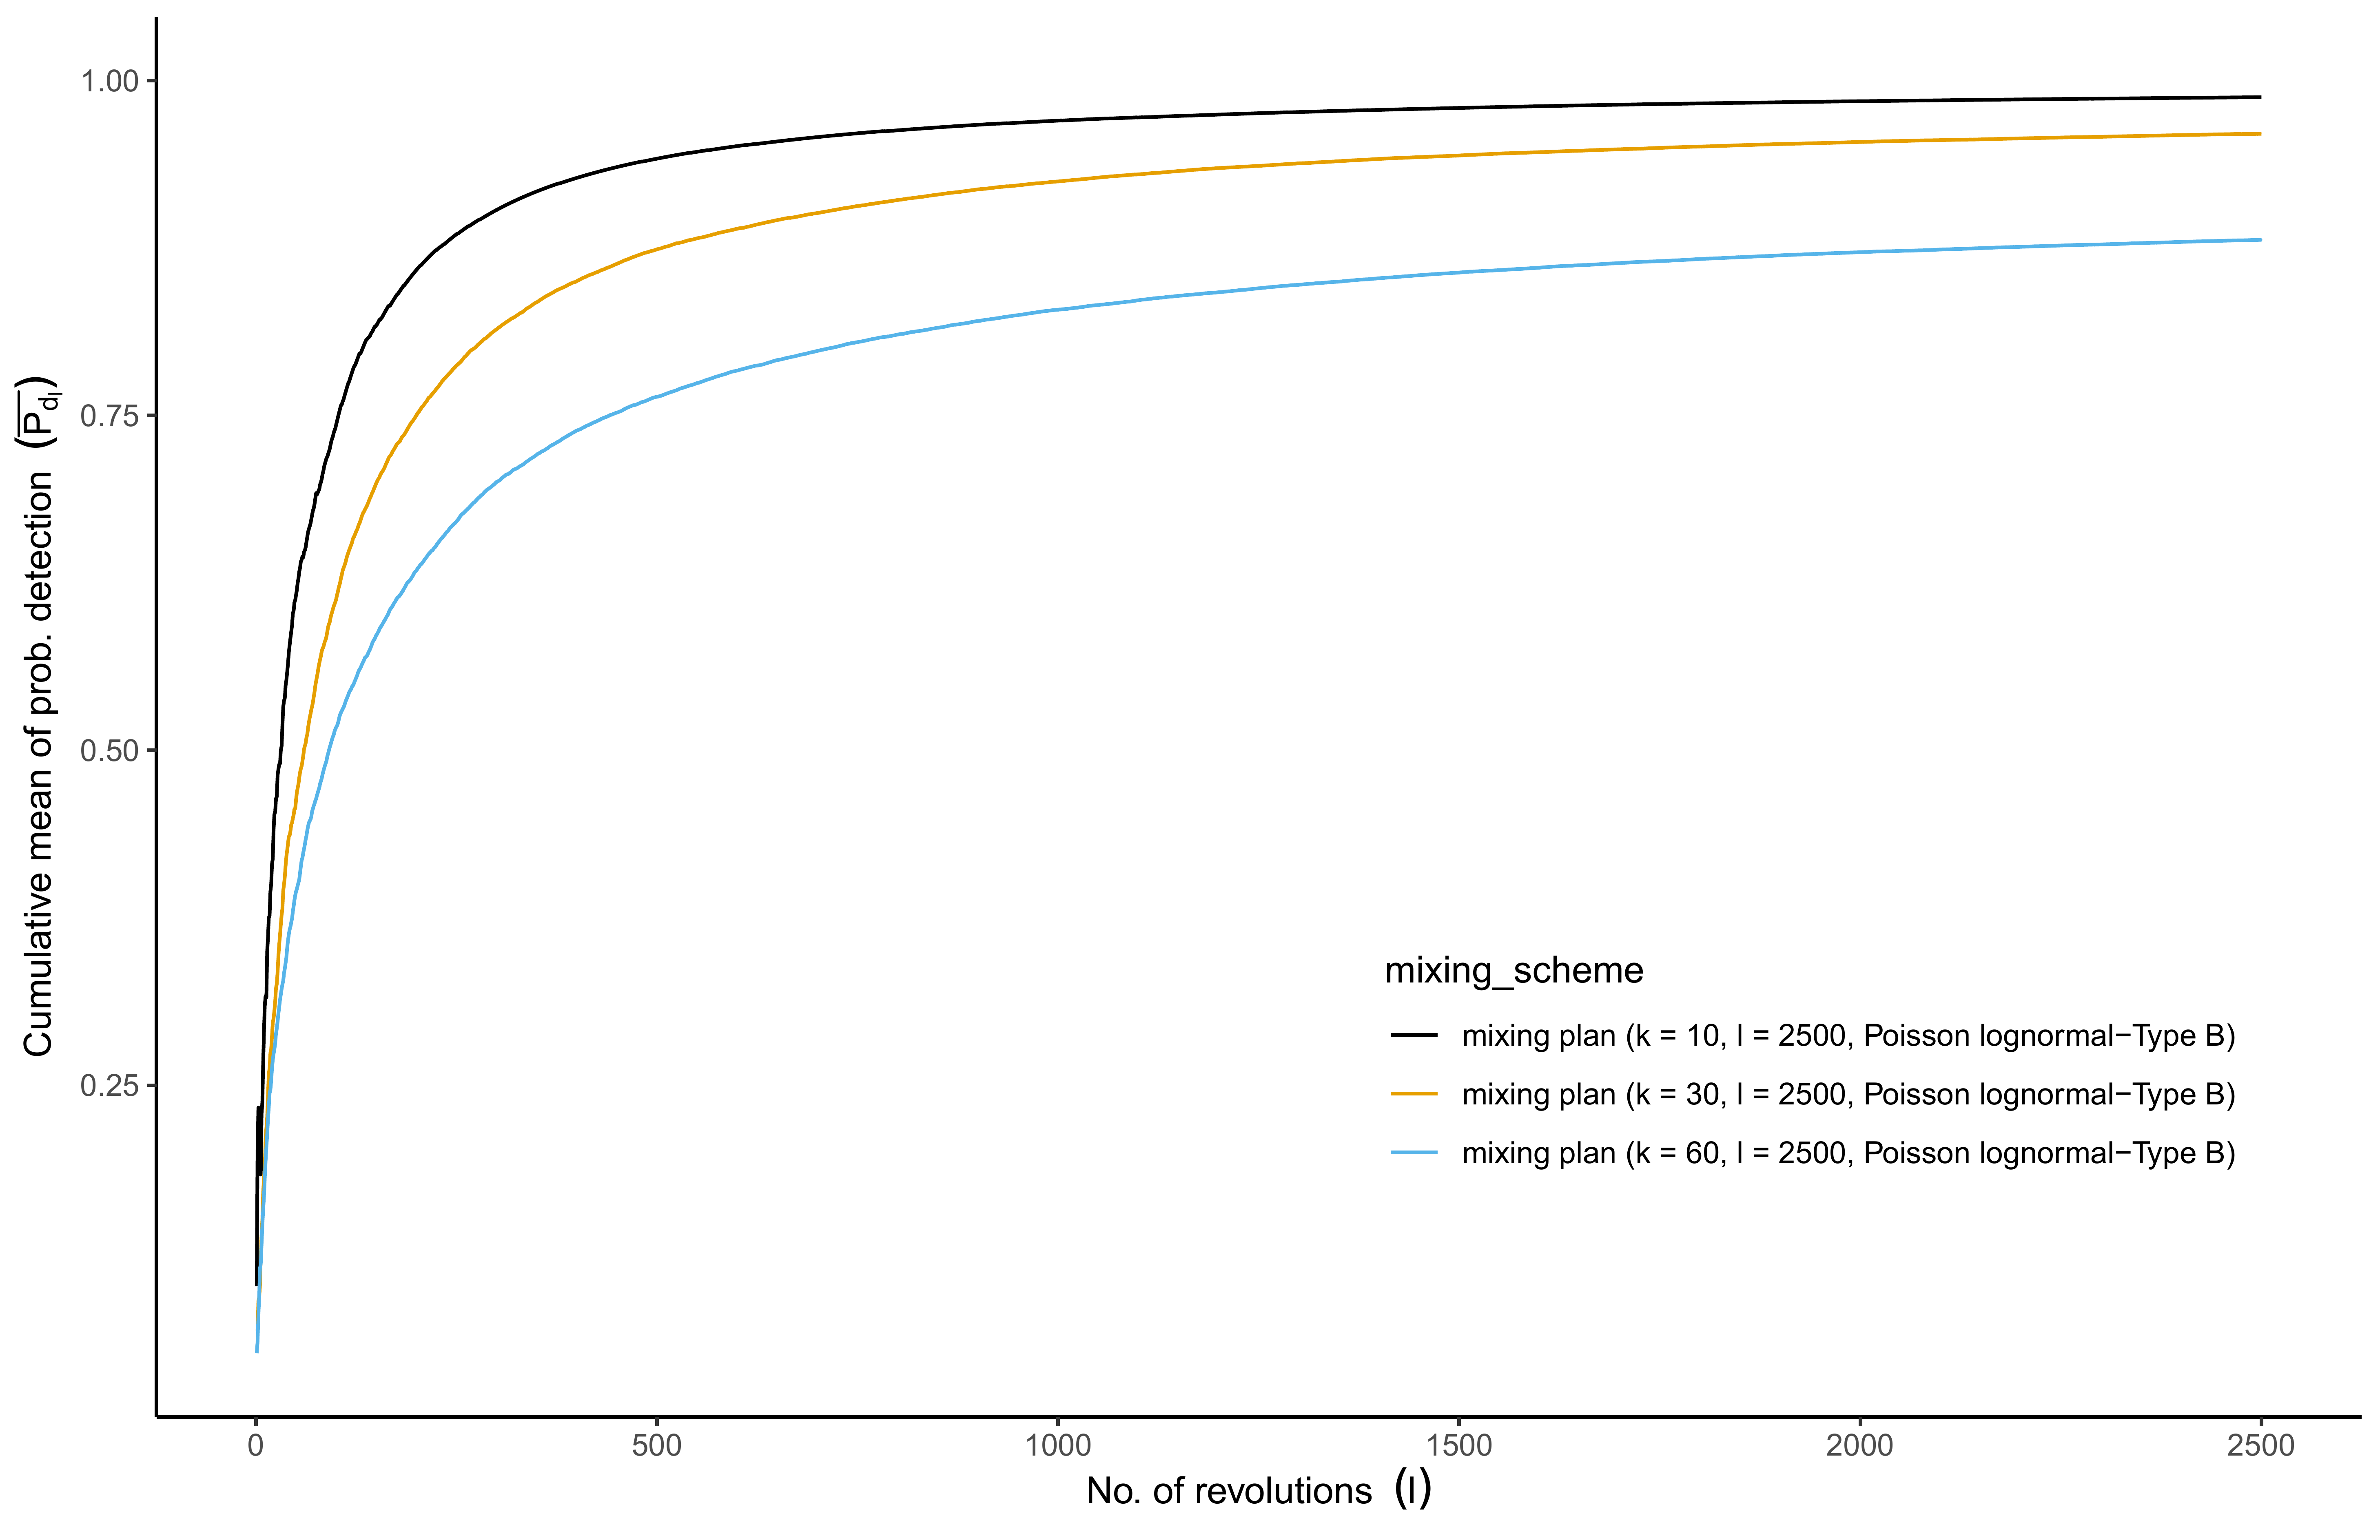 Cumulative mean of prob. detection (P̅dl)
1.00
0.75
0.50
0.25
mixing_scheme
mixing plan (k = 10, l = 2500, Poisson lognormal−Type B)
mixing plan (k = 30, l = 2500, Poisson lognormal−Type B)
mixing plan (k = 60, l = 2500, Poisson lognormal−Type B)
0 500 1000 1500 2000 2500
No. of revolutions (l)